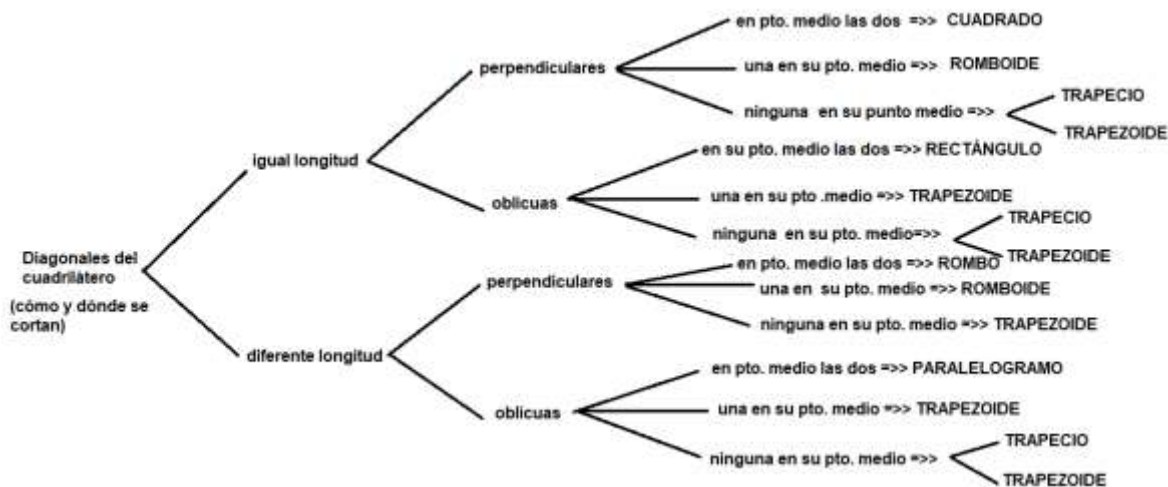 Diagonales del
cuadrilátero
(cómo y dónde se
cortan)
igual longitud
perpendiculares
en pto. medio las dos =>> CUADRADO
una en su pto. medio =>> ROMBOIDE
ninguna en su punto medio =>>
TRAPECIO
TRAPEZOIDE
oblicuas
en su pto. medio las dos =>> RECTÁNGULO
una en su pto .medio =>> TRAPEZOIDE
ninguna en su pto. medio=>>
TRAPECIO
TRAPEZOIDE
diferente longitud
perpendiculares
en pto. medio las dos =>> ROMBO
una en su pto. medio =>> ROMBOIDE
ninguna en su pto. medio =>> TRAPEZOIDE
oblicuas
en pto. medio las dos =>> PARALELOGRAMO
una en su pto. medio =>> TRAPEZOIDE
ninguna en su pto. medio =>>
TRAPECIO
TRAPEZOIDE